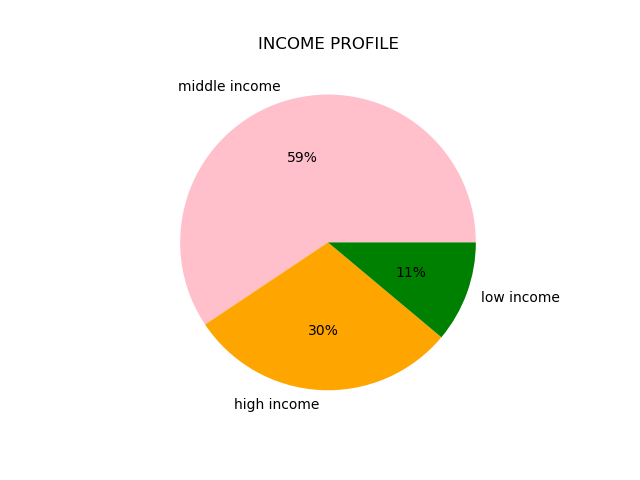 INCOME PROFILE
middle income
59%
11%
low income
30%
high income